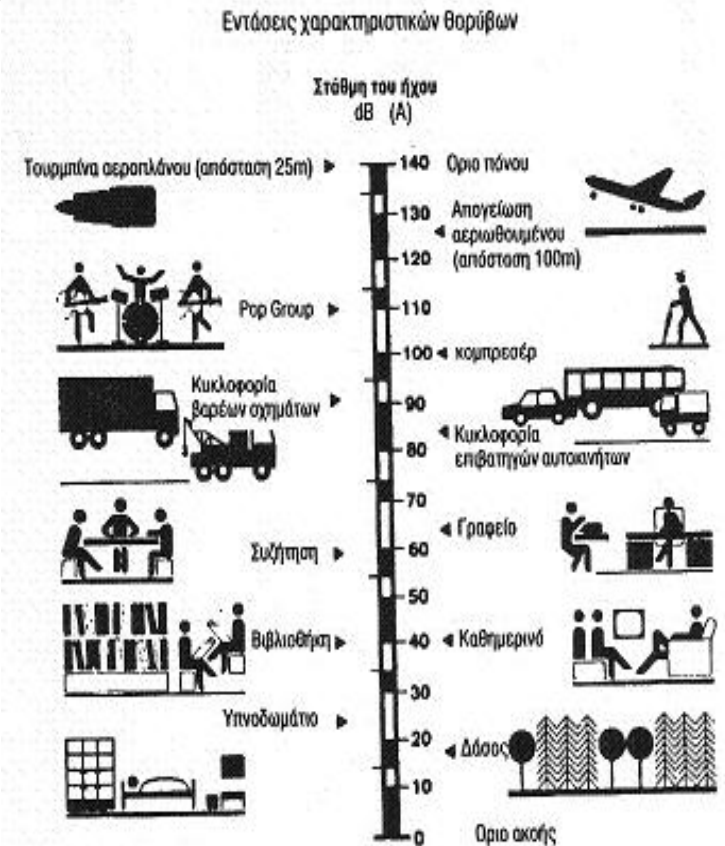 Εντάσεις χαρακτηριστικών θορύβων
Στάθμη του ήχου
dB (A)
Τουρμπίνα αεροπλάνου (απόσταση 25m)
140 Οριο πόνου
130
Απογείωση
αεριωθουμένου
(απόσταση 100m)
120
Pop Group
110
100 κομπρεσέρ
Κυκλοφορία
βαρέων οχημάτων
90
Κυκλοφορία
επιβατηγών αυτοκινήτων
80
70
Γραφείο
Συζήτηση
60
50
Βιβλιοθήκη
40 Καθημερινό
30
Υπνοδωμάτιο
20
Δάσος
10
0 Οριο ακοής